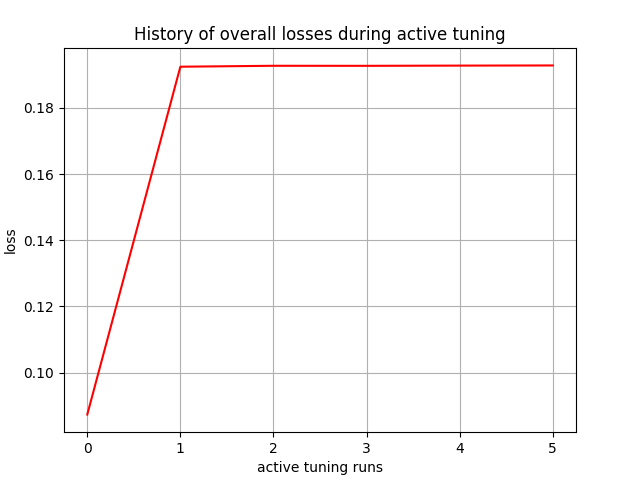 History of overall losses during active tuning
0.18
0.16
0.14
0.12
0.10
loss
0 1 2 3 4 5
active tuning runs